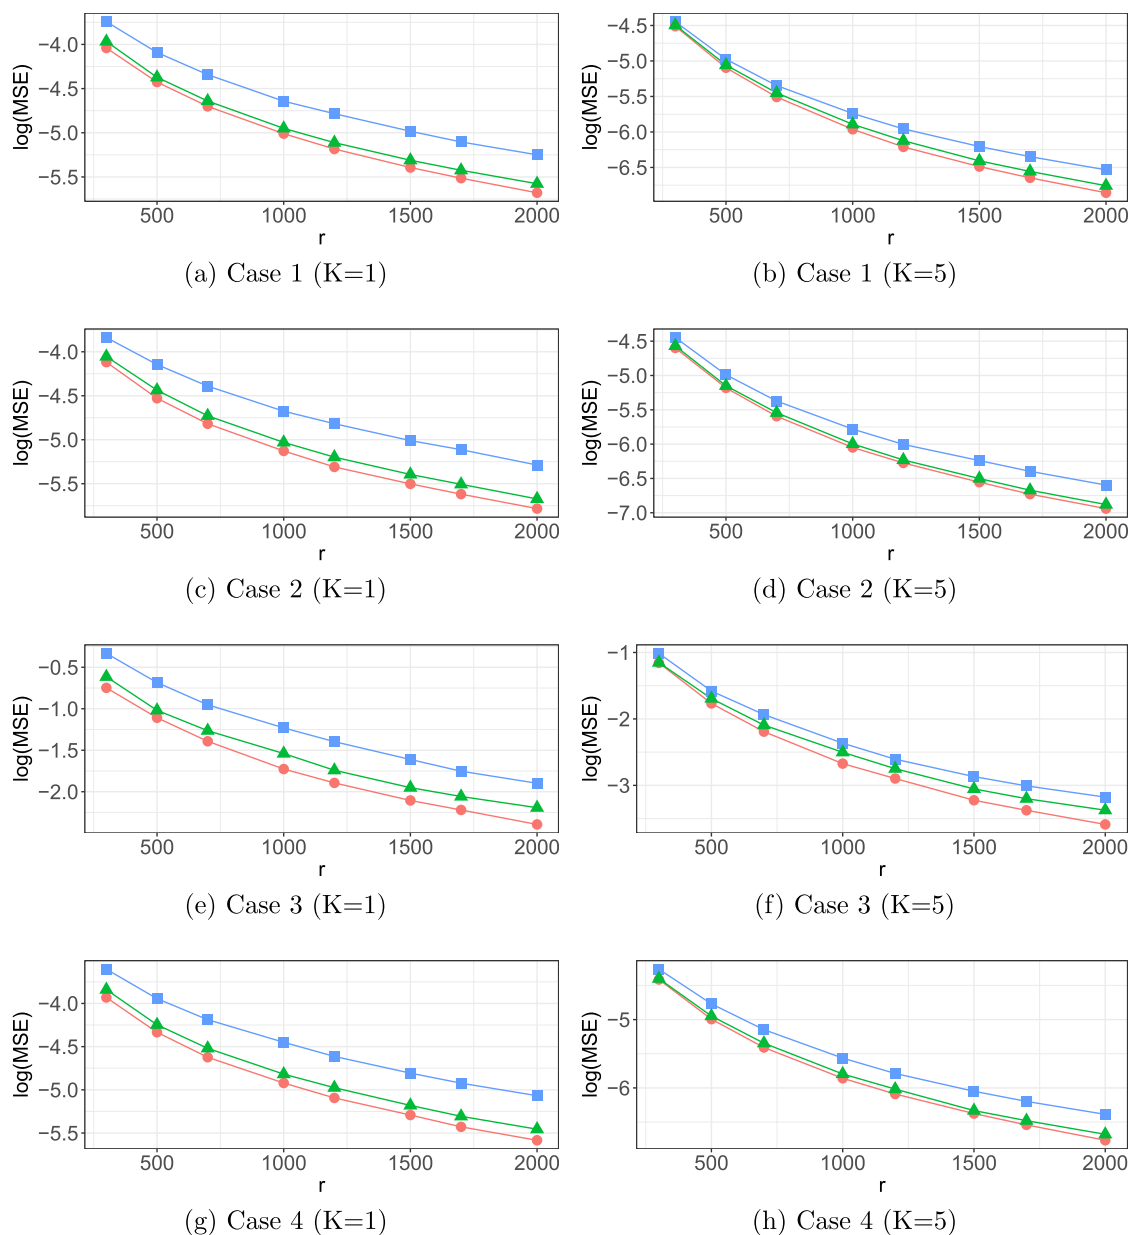 log(MSE)
−4.0
−4.5
−5.0
−5.5
500 1000 1500 2000
r
(a) Case 1 (K=1)
log(MSE)
−4.5
−5.0
−5.5
−6.0
−6.5
500 1000 1500 2000
r
(b) Case 1 (K=5)
log(MSE)
−4.0
−4.5
−5.0
−5.5
500 1000 1500 2000
r
(c) Case 2 (K=1)
log(MSE)
−4.5
−5.0
−5.5
−6.0
−6.5
−7.0
500 1000 1500 2000
r
(d) Case 2 (K=5)
log(MSE)
−0.5
−1.0
−1.5
−2.0
500 1000 1500 2000
r
(e) Case 3 (K=1)
log(MSE)
−1
−2
−3
500 1000 1500 2000
r
(f) Case 3 (K=5)
log(MSE)
−4.0
−4.5
−5.0
−5.5
500 1000 1500 2000
r
(g) Case 4 (K=1)
log(MSE)
−5
−6
500 1000 1500 2000
r
(h) Case 4 (K=5)